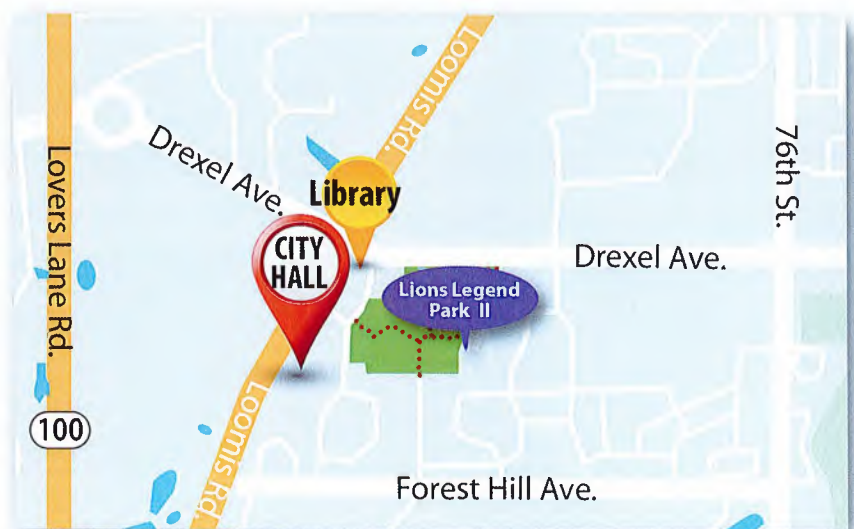 Loomis Rd.
Drexel Ave.
76th St.
Lovers Lane Rd.
Library
CITY
HALL
Drexel Ave.
Lions Legend
Park II
100
Loomis Rd.
Forest Hill Ave.